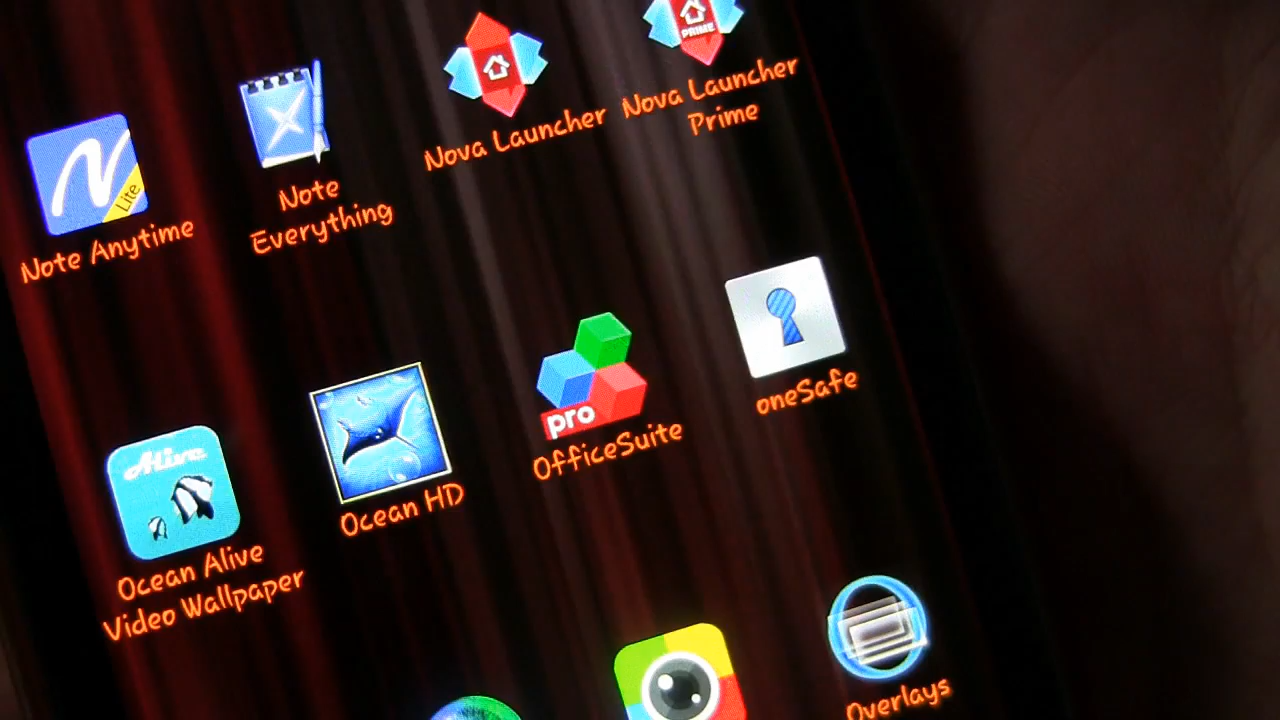 PRIME
Nova Launcher
Prime
Nova Launcher
Note
Everything
Lite
Note Anytime
oneSafe
pro
OfficeSuite
Ocean HD
Alive
Ocean Alive
Video Wallpaper
Overlays